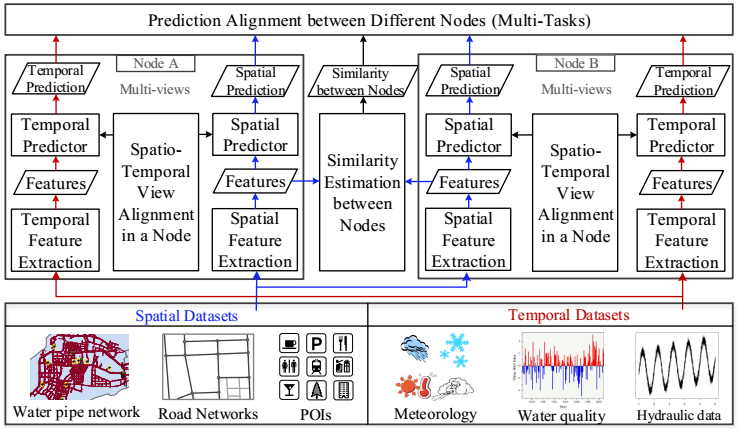 Prediction Alignment between Different Nodes (Multi-Tasks)
Node A
Multi-views
Temporal
Prediction
Spatial
Prediction
Similarity
between Nodes
Node B
Multi-views
Spatial
Prediction
Temporal
Prediction
Temporal
Predictor
Spatio-
Temporal
View
Alignment
in a Node
Spatial
Predictor
Similarity
Estimation
between
Nodes
Spatial
Predictor
Spatio-
Temporal
View
Alignment
in a Node
Temporal
Predictor
Features
Features
Features
Features
Temporal
Feature
Extraction
Spatial
Feature
Extraction
Spatial
Feature
Extraction
Temporal
Feature
Extraction
Spatial Datasets
Temporal Datasets
P
Water pipe network
Road Networks
POIs
Meteorology
Water quality
Hydraulic data